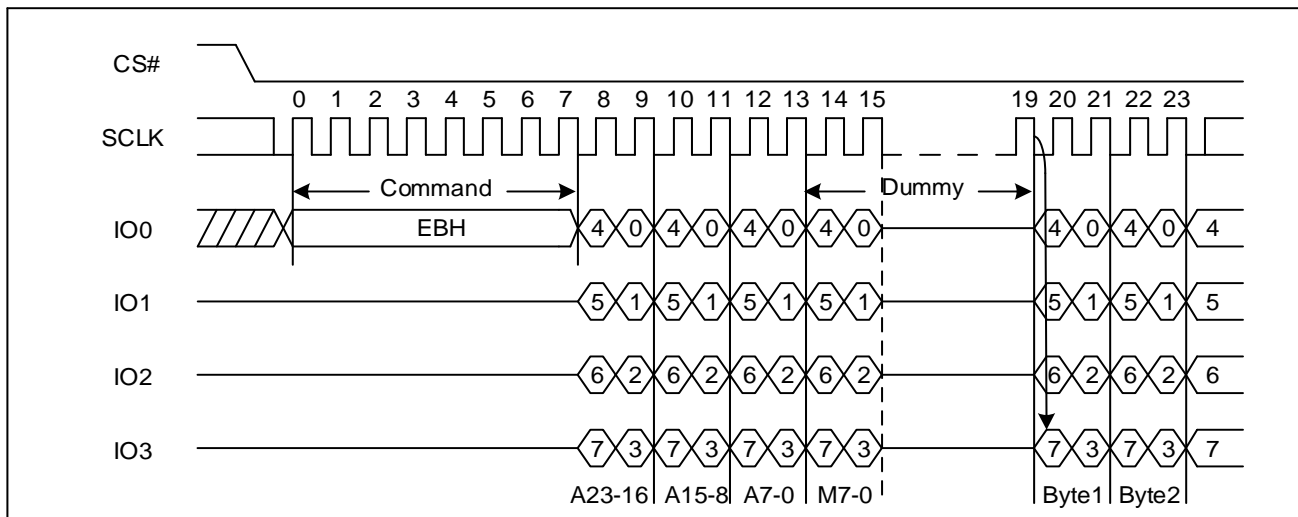 CS#
0 1 2 3 4 5 6 7 8 9 10 11 12 13 14 15 19 20 21 22 23
SCLK
Command Dummy
IO0 EBH 4 0 4 0 4 0 4 0 4 0 4 0 4
IO1 5 1 5 1 5 1 5 1 5 1 5 1 5
IO2 6 2 6 2 6 2 6 2 6 2 6 2 6
IO3 7 3 7 3 7 3 7 3 7 3 7 3 7
A23-16 A15-8 A7-0 M7-0 Byte1 Byte2